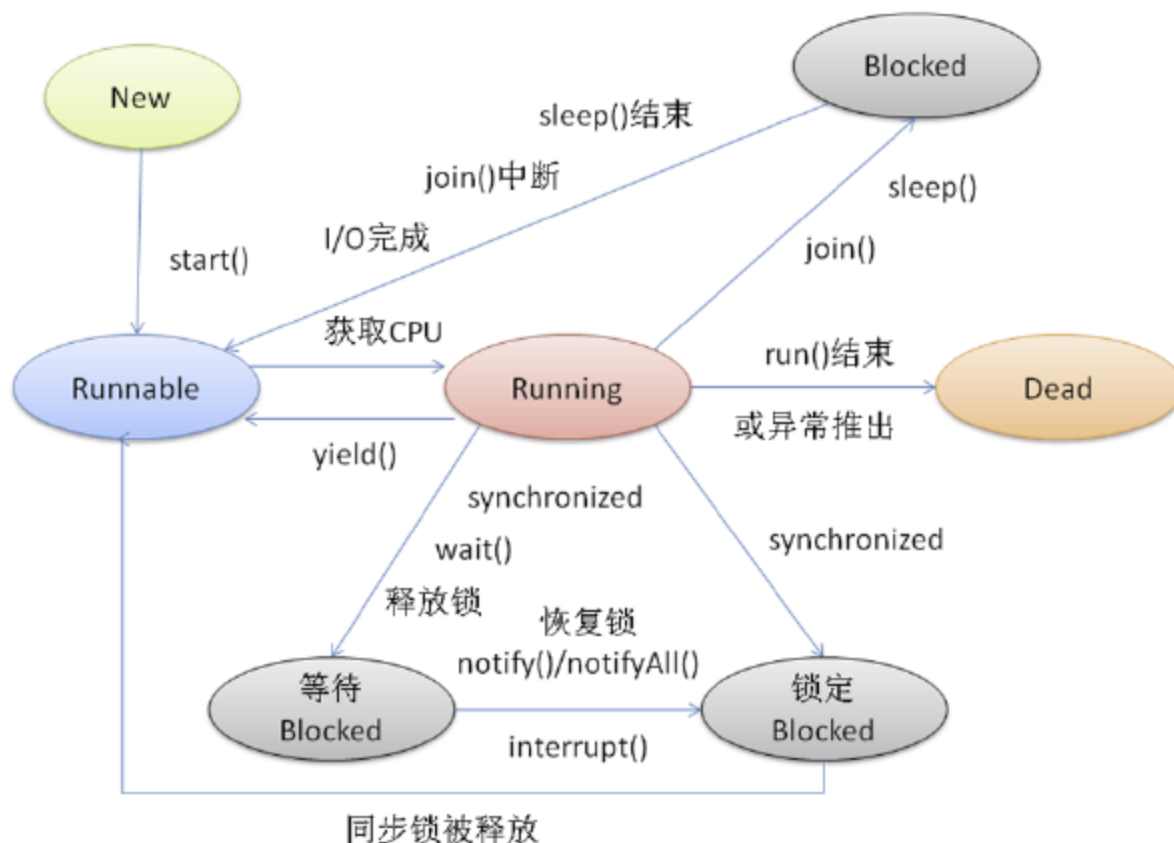 New
Blocked
sleep()结束
join()中断
sleep()
I/O完成
join()
start()
获取CPU
run()结束
Runnable
Running
Dead
或异常推出
yield()
synchronized
synchronized
wait()
释放锁
恢复锁
notify()/notifyAll()
等待
Blocked
锁定
Blocked
interrupt()
同步锁被释放